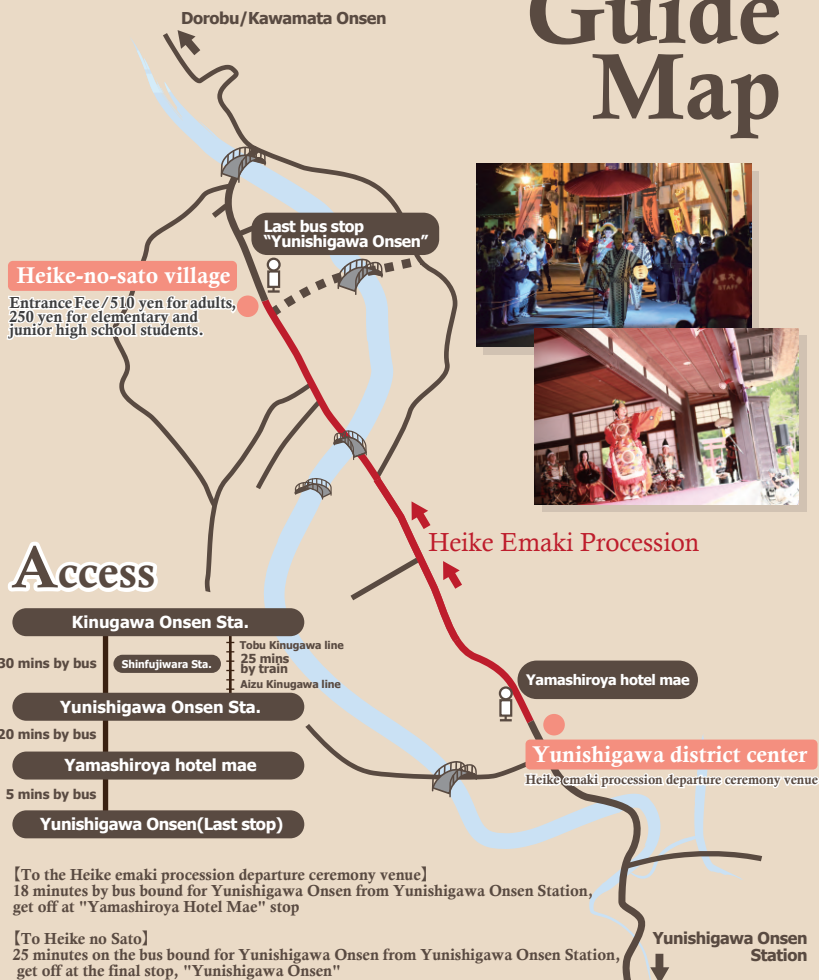 Guide
Map
Dorobu/Kawamata Onsen
Last bus stop
"Yunishigawa Onsen"
Heike-no-sato village
Entrance Fee/510 yen for adults,
250 yen for elementary and
junior high school students.
Heike Emaki Procession
Access
Kinugawa Onsen Sta.
30 mins by bus
Shinfujiwara Sta.
Tobu Kinugawa line
25 mins
by train
Aizu Kinugawa line
Yunishigawa Onsen Sta.
20 mins by bus
Yamashiroya hotel mae
5 mins by bus
Yunishigawa Onsen(Last stop)
Yamashiroya hotel mae
Yunishigawa district center
Heike emaki procession departure ceremony venue
【To the Heike emaki procession departure ceremony venue】
18 minutes by bus bound for Yunishigawa Onsen from Yunishigawa Onsen Station,
get off at "Yamashiroya Hotel Mae" stop
【To Heike no Sato】
25 minutes on the bus bound for Yunishigawa Onsen from Yunishigawa Onsen Station,
get off at the final stop, "Yunishigawa Onsen"
Yunishigawa Onsen
Station
STAFF